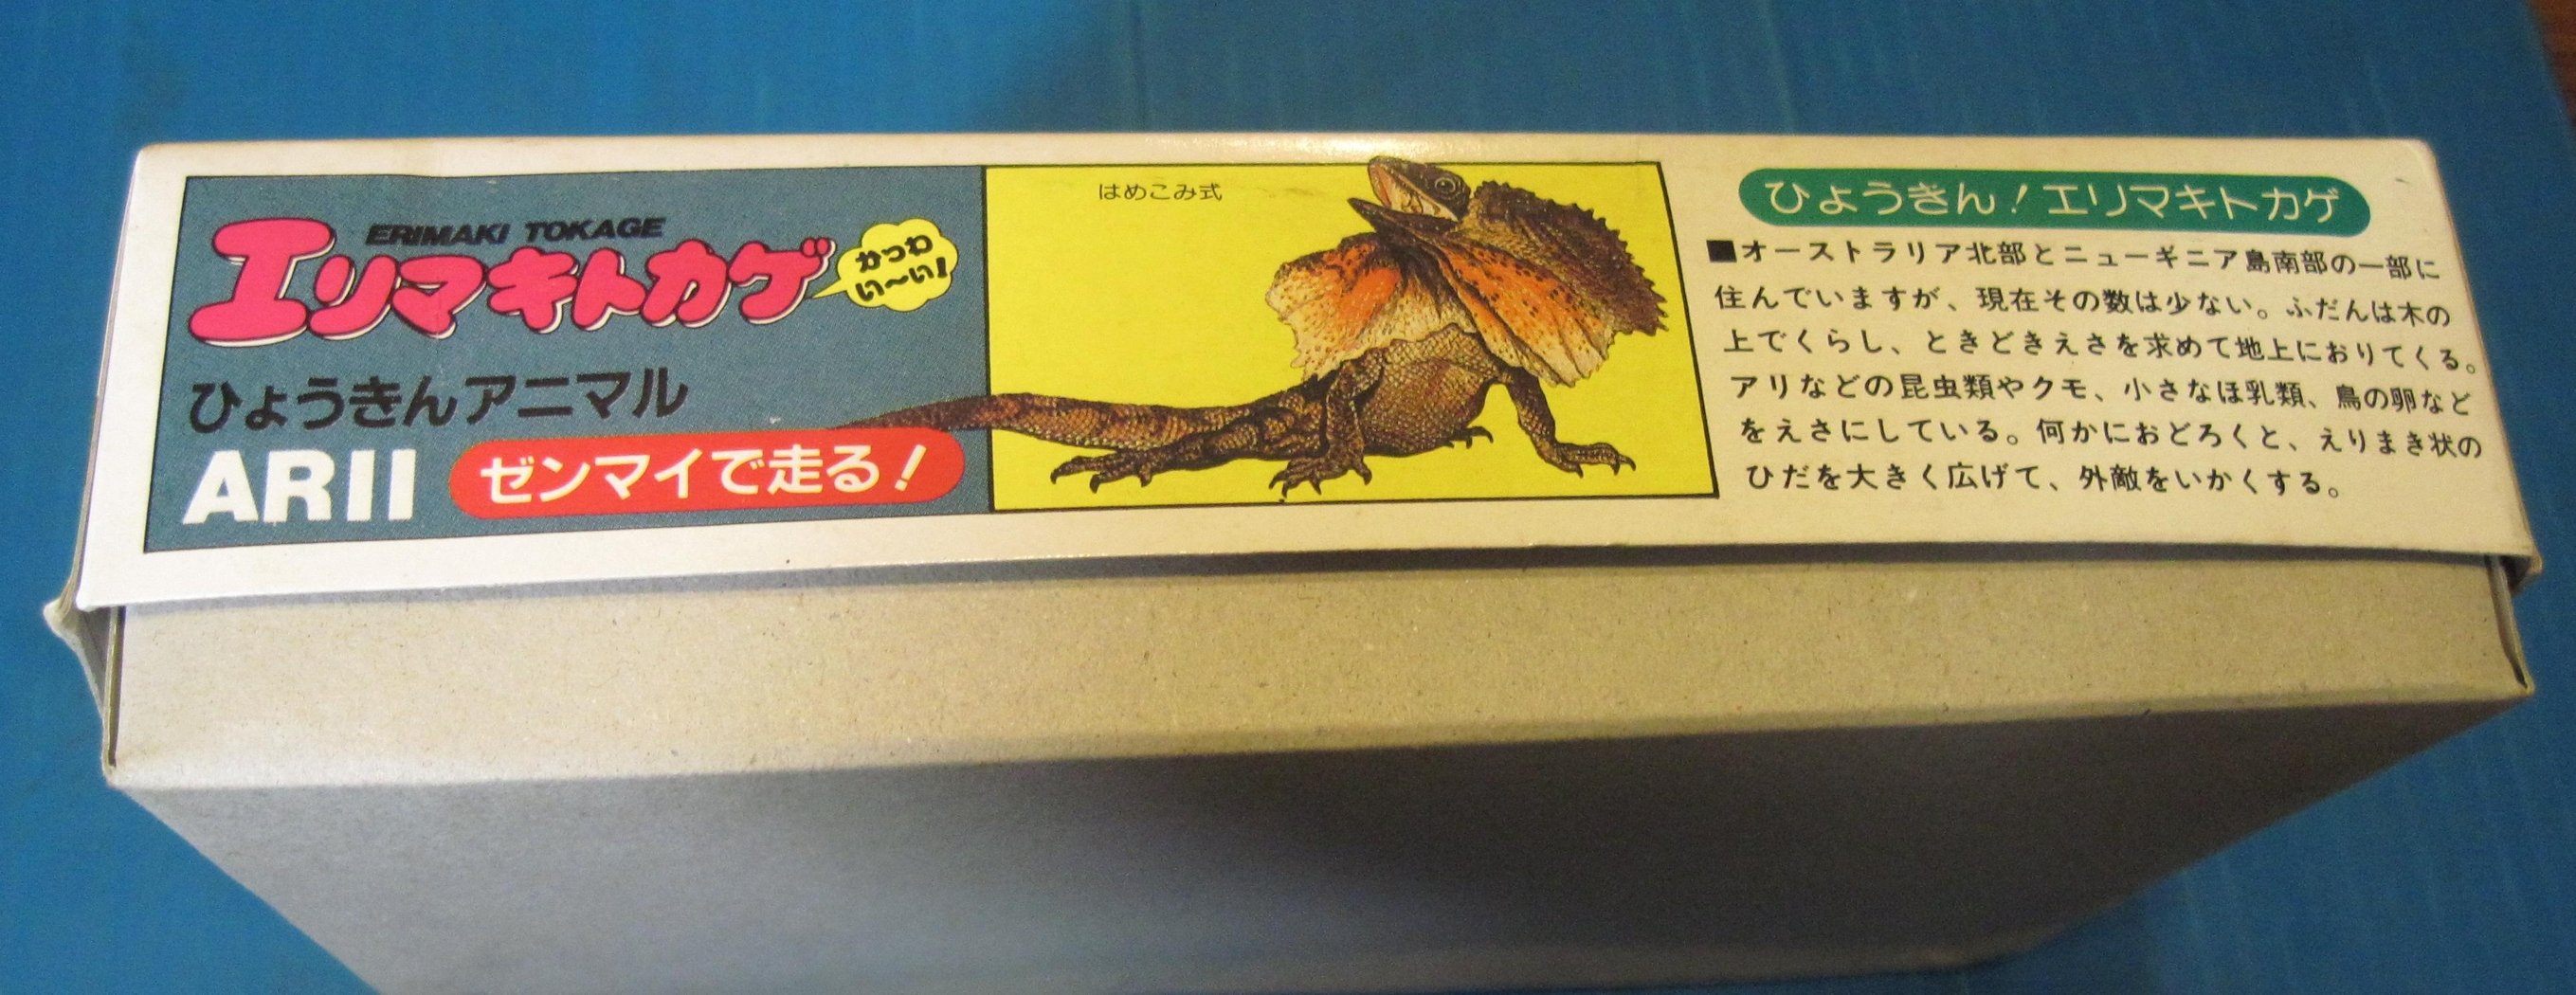 ERIMAKI TOKAGE
エリマキトカゲ
かっわ
い〜い!
ひょうきんアニマル
ARII
ゼンマイで走る!
はめこみ式
ひょうきん!エリマキトカゲ
■オーストラリア北部とニューギニア島南部の一部に
住んでいますが、現在その数は少ない。ふだんは木の
上でくらし、ときどきえさを求めて地上におりてくる。
アリなどの昆虫類やクモ、小さなほ乳類、鳥の卵など
をえさにしている。何かにおどろくと、えりまき状の
ひだを大きく広げて、外敵をいかくする。